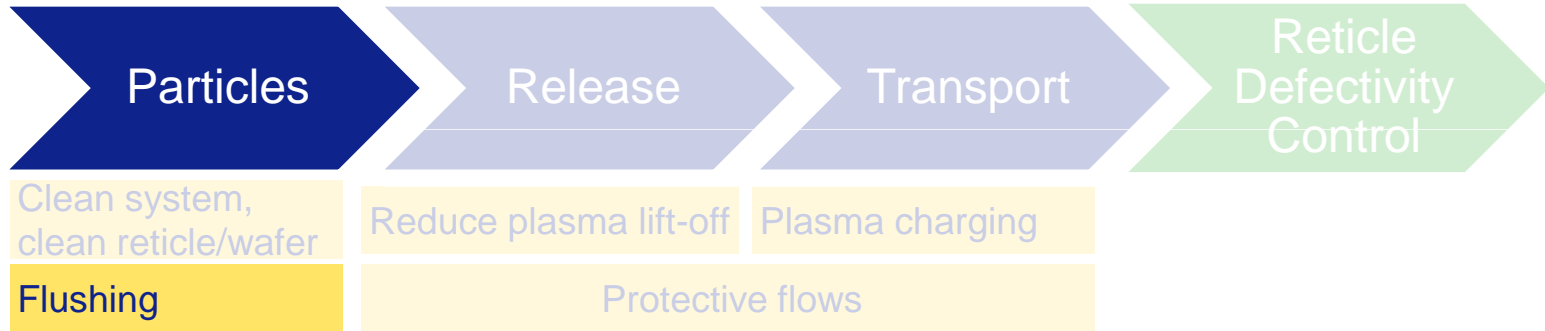 Particles
Release
Transport
Reticle
Defectivity
Control
Clean system,
clean reticle/wafer
Reduce plasma lift-off
Plasma charging
Flushing
Protective flows